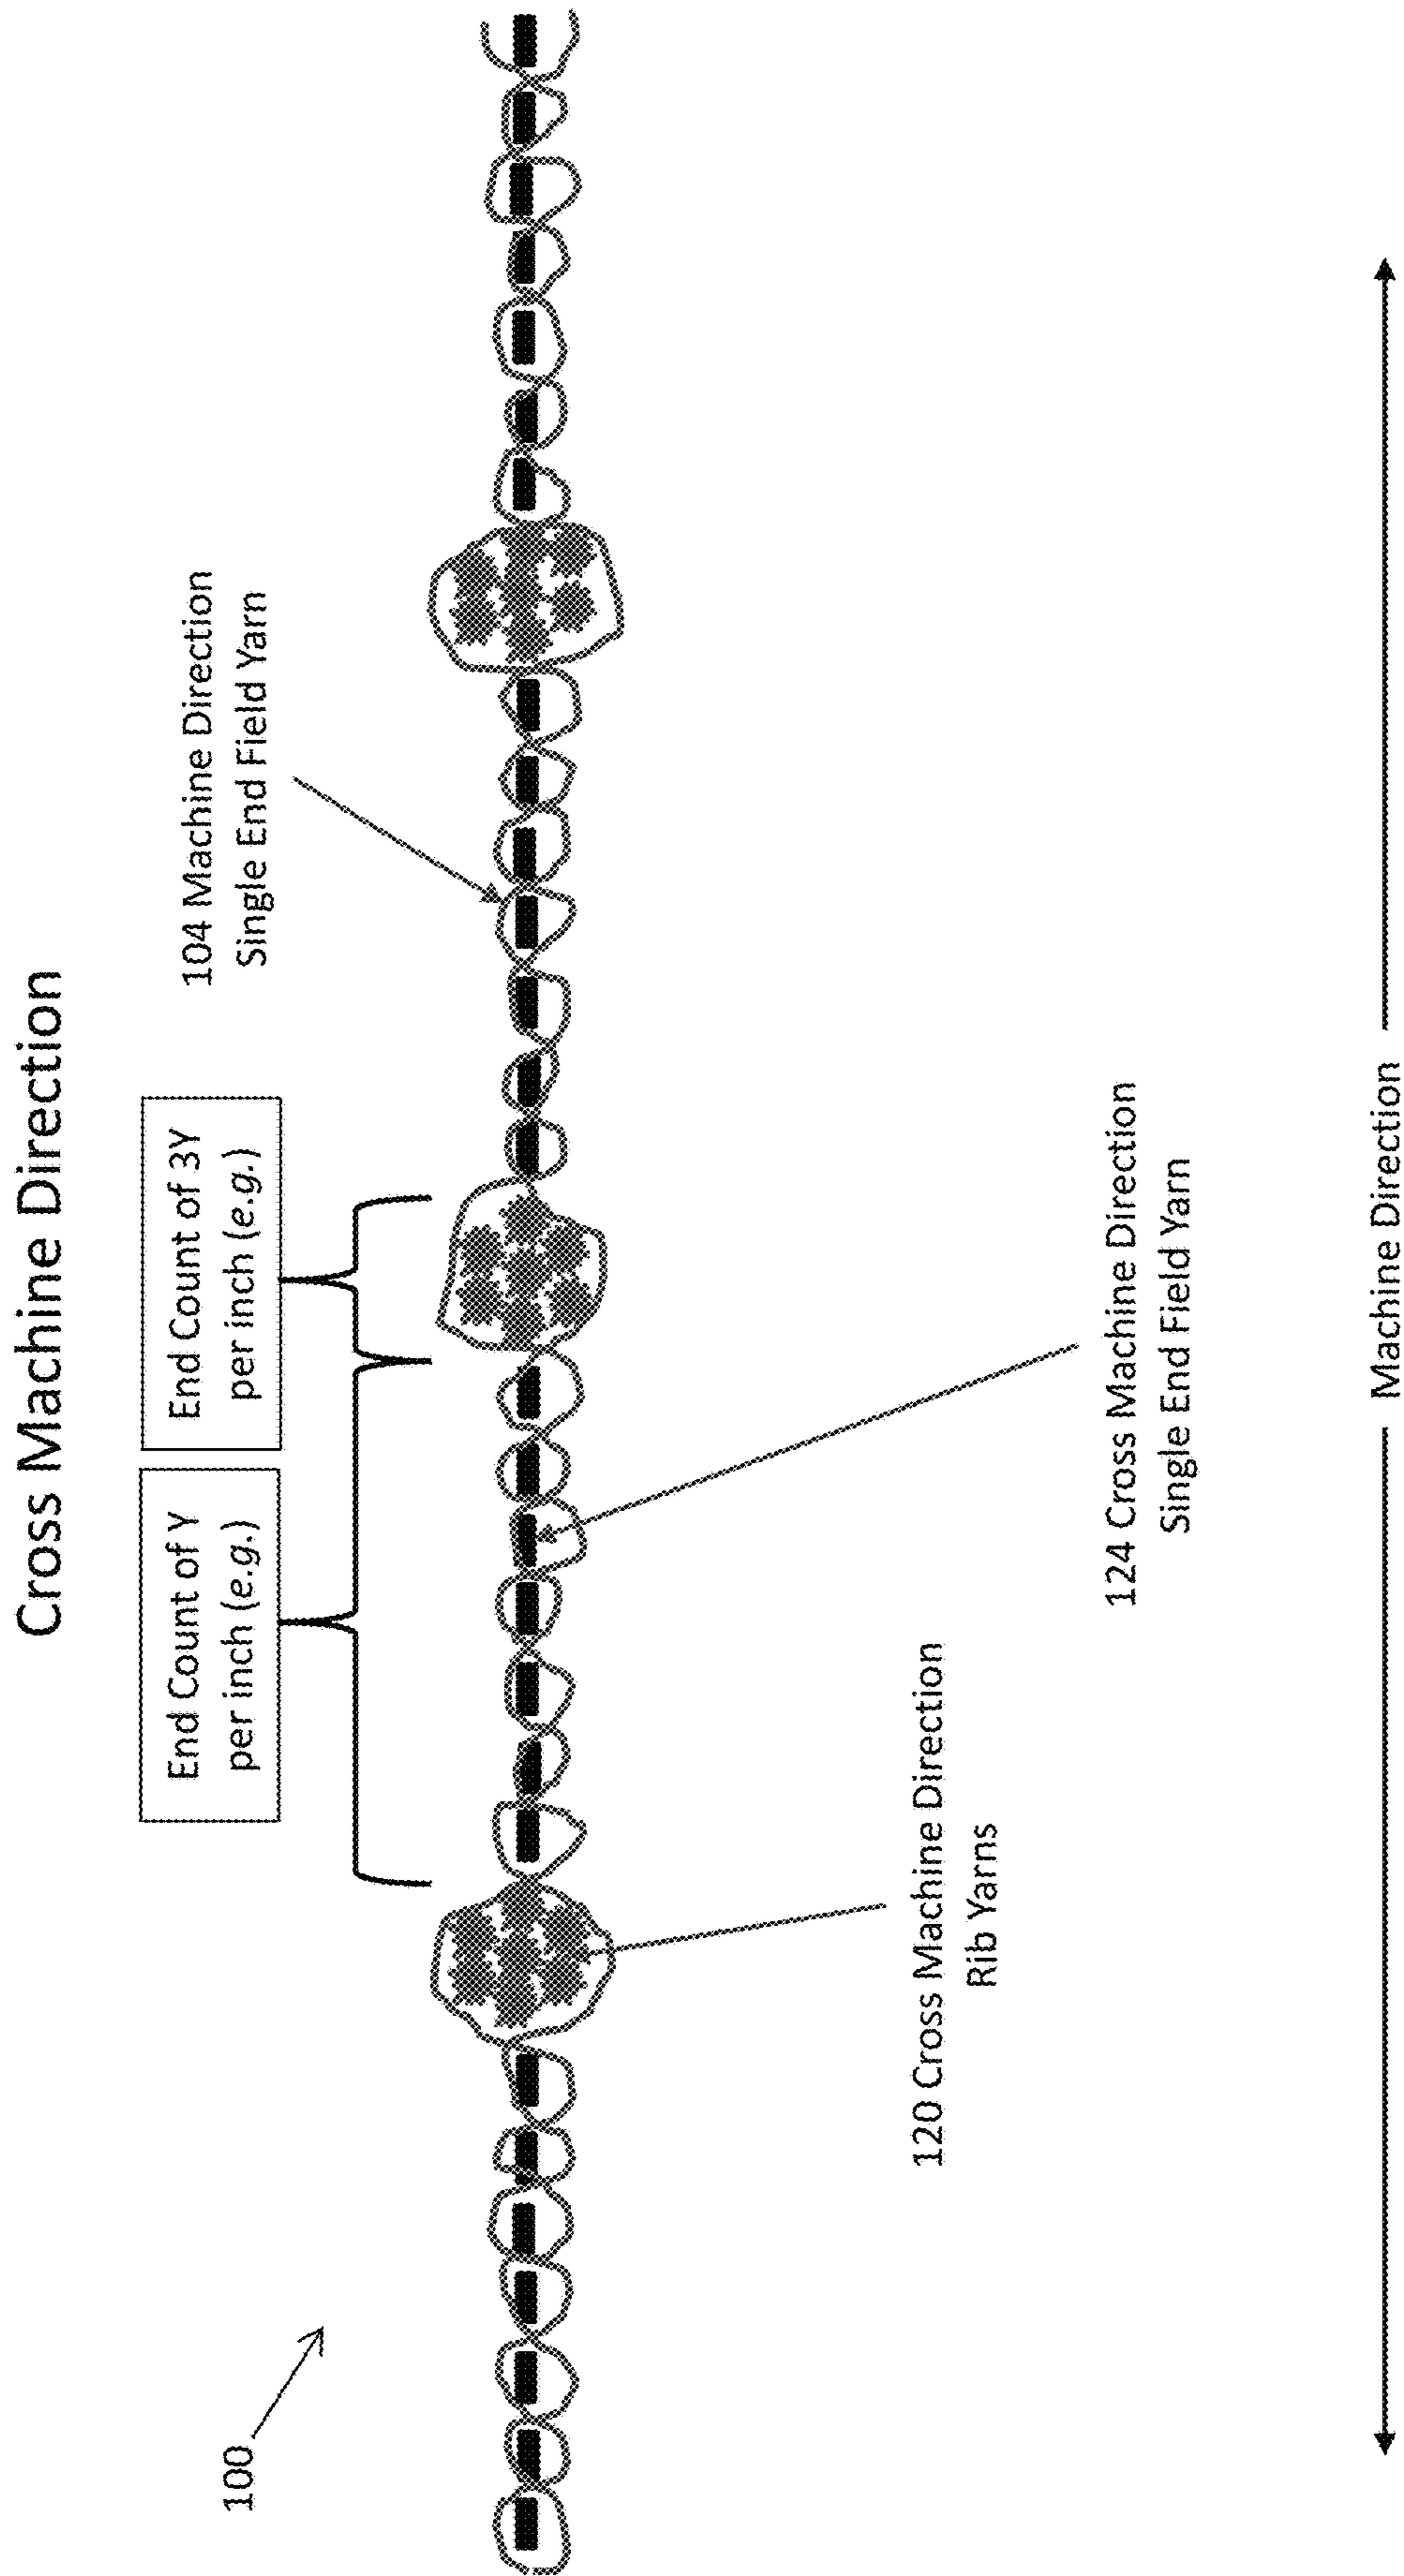 Cross Machine Direction
End Count of Y
per inch (e.g.)
End Count of 3Y
per inch (e.g.)
104 Machine Direction
Single End Field Yarn
100
120 Cross Machine Direction
Rib Yarns
124 Cross Machine Direction
Single End Field Yarn
Machine Direction